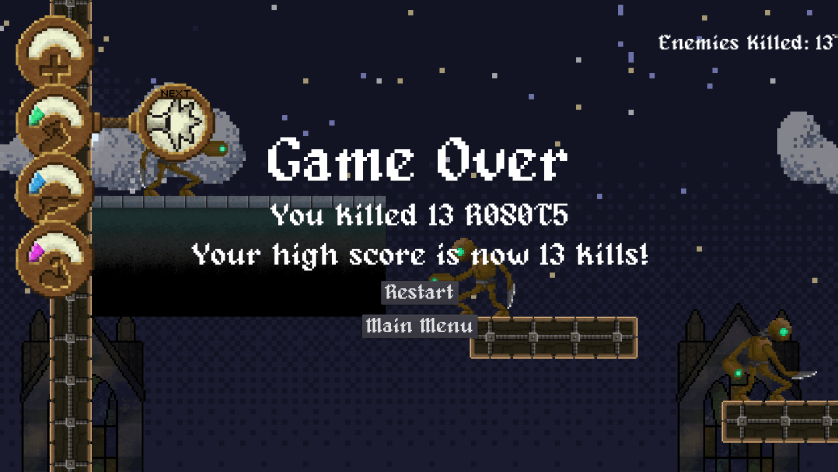 Enemies Killed: 13
NEXT
Game Over
You Killed 13 R080T5
Your high score is now 13 kills!
Restart
Main Menu